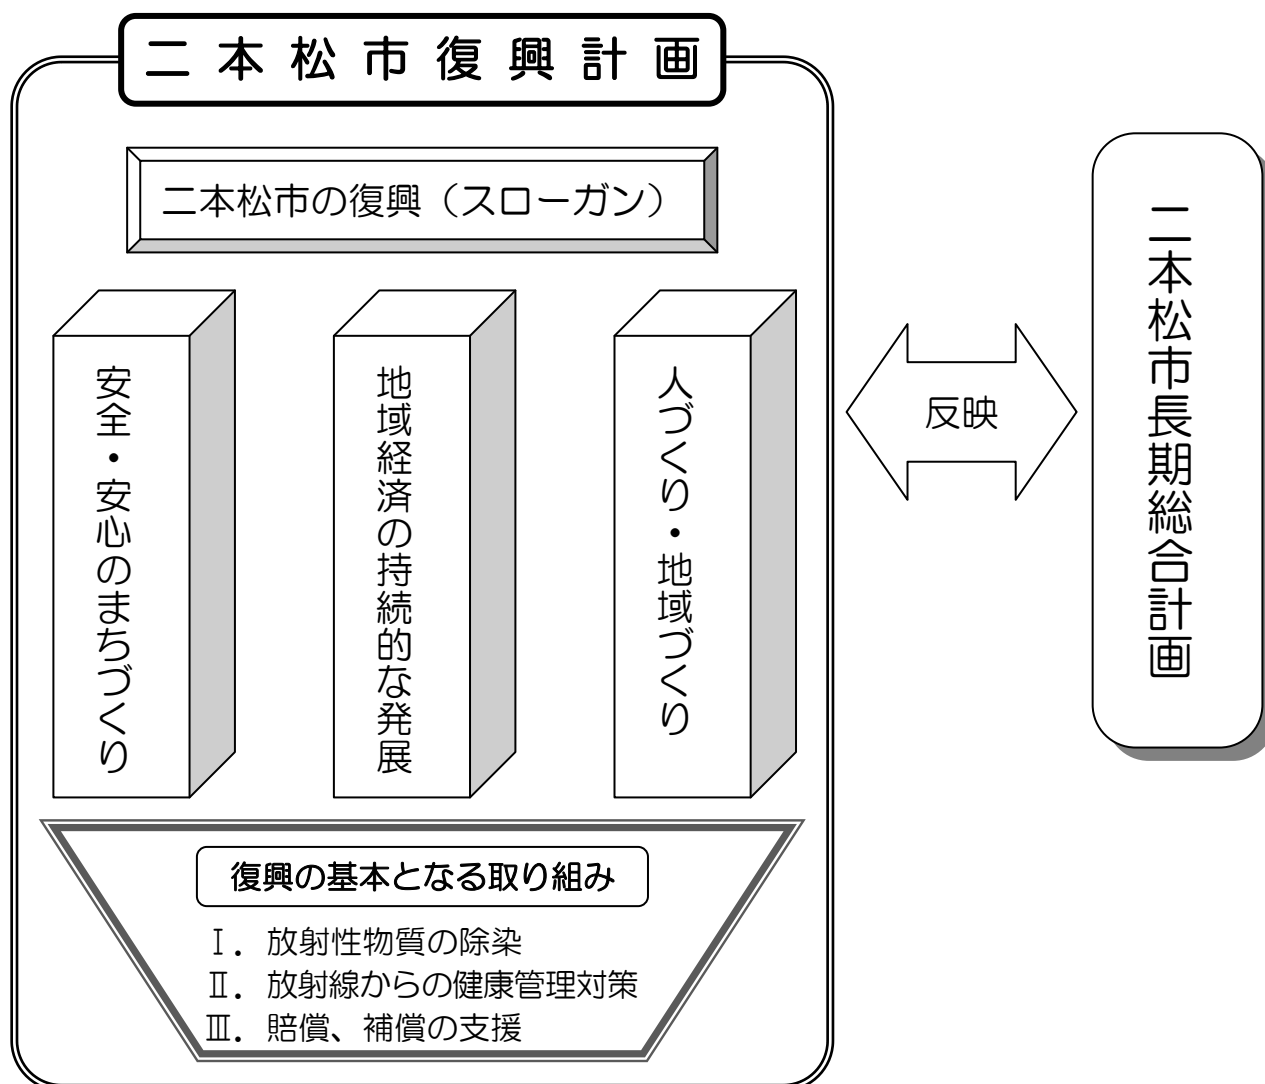 二本松市復興計画
二本松市の復興（スローガン）
安全・安心のまちづくり
地域経済の持続的な発展
人づくり・地域づくり
反映
二本松市長期総合計画
復興の基本となる取り組み
Ⅰ．放射性物質の除染
Ⅱ．放射線からの健康管理対策
Ⅲ．賠償、補償の支援